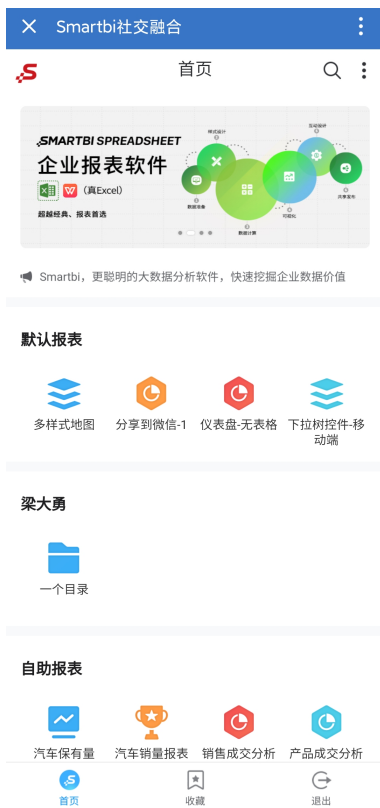 Smartbi社交融合
首页
SMARTBI SPREADSHEET
企业报表软件
(真Excel)
超越经典、报表首选
样式设计
互动编辑
数据准备
数据计算
可视化
共享发布
Smartbi，更聪明的大数据分析软件，快速挖掘企业数据价值
默认报表
多样式地图
分享到微信-1
仪表盘-无表格
下拉树控件-移
动端
梁大勇
一个目录
自助报表
汽车保有量
汽车销量报表
销售成交分析
产品成交分析
首页
收藏
退出